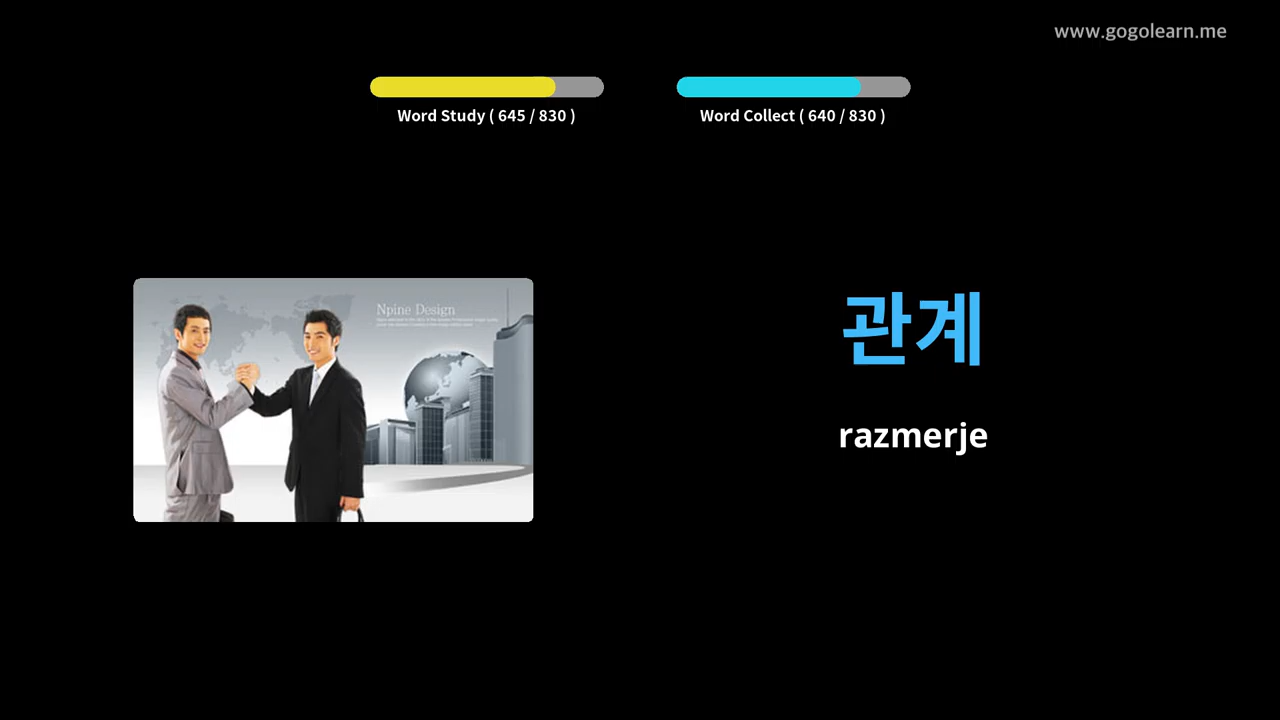 www.gogolearn.me
Word Study ( 645 / 830 )
Word Collect ( 640 / 830 )
Npine Design
관계
razmerje